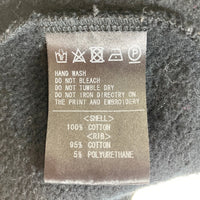 HAND WASH
DO NOT BLEACH
DO NOT TUMBLE DRY
DO NOT IRON DIRECTLY ON
THE PRINT AND EMBROIDERY
<SHELL>
100% COTTON
<RIB>
95% COTTON
5% POLYURETHANE